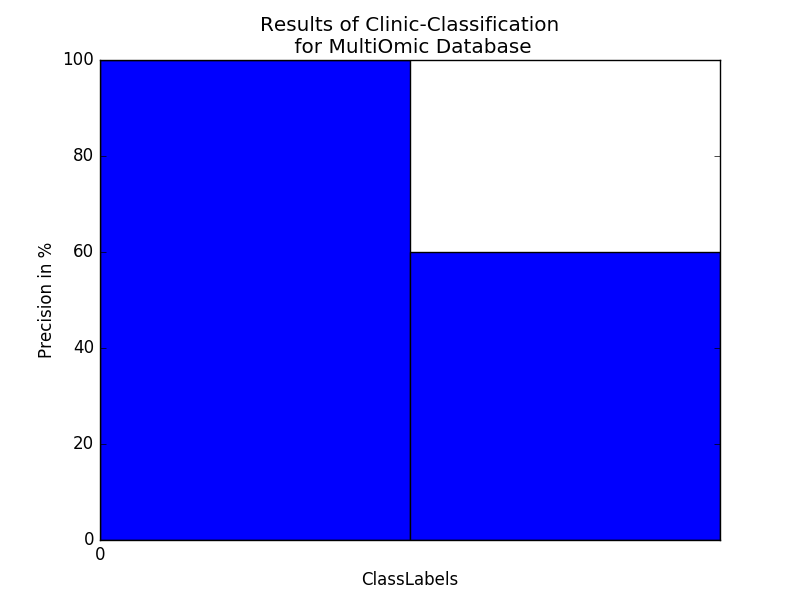 Results of Clinic-Classification
for MultiOmic Database
100
80
60
40
20
0
0
Precision in %
ClassLabels